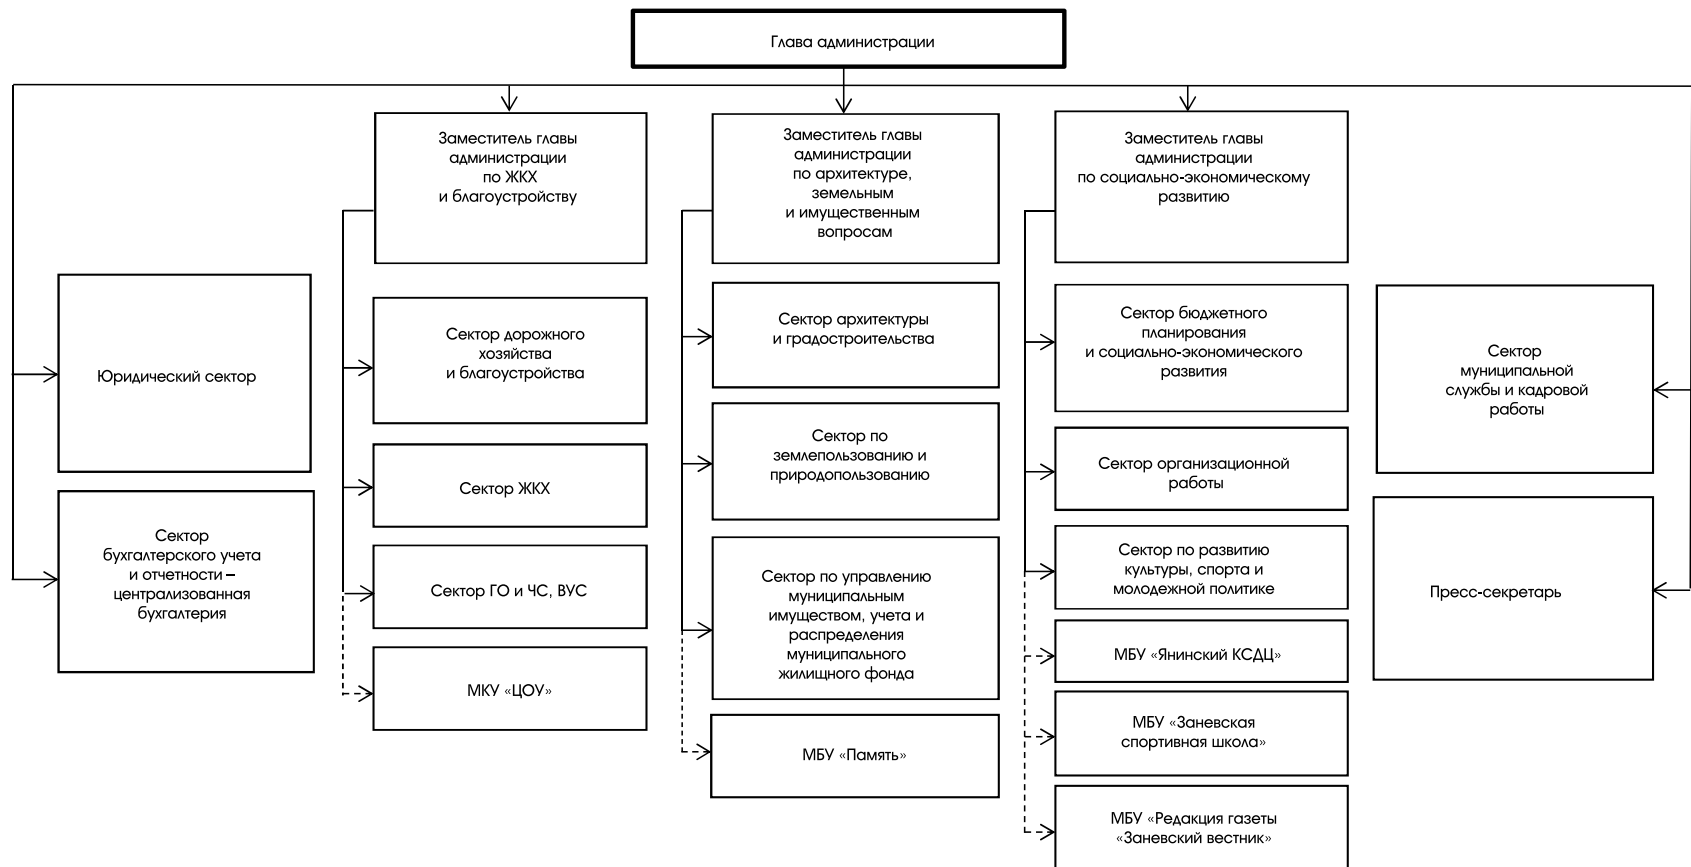 Глава администрации
Заместитель главы
администрации
по ЖКХ
и благоустройству
Заместитель главы
администрации
по архитектуре,
земельным
и имущественным
вопросам
Заместитель главы
администрации
по социально-экономическому
развитию
Юридический сектор
Сектор
бухгалтерского учета
и отчетности –
централизованная
бухгалтерия
Сектор дорожного
хозяйства
и благоустройства
Сектор ЖКХ
Сектор ГО и ЧС, ВУС
МКУ «ЦОУ»
Сектор архитектуры
и градостроительства
Сектор по
землепользованию и
природопользованию
Сектор по управлению
муниципальным
имуществом, учета и
распределения
муниципального
жилищного фонда
МБУ «Память»
Сектор бюджетного
планирования
и социально-экономического
развития
Сектор организационной
работы
Сектор по развитию
культуры, спорта и
молодежной политике
МБУ «Янинский КСДЦ»
МБУ «Заневская
спортивная школа»
МБУ «Редакция газеты
«Заневский вестник»
Сектор
муниципальной
службы и кадровой
работы
Пресс-секретарь